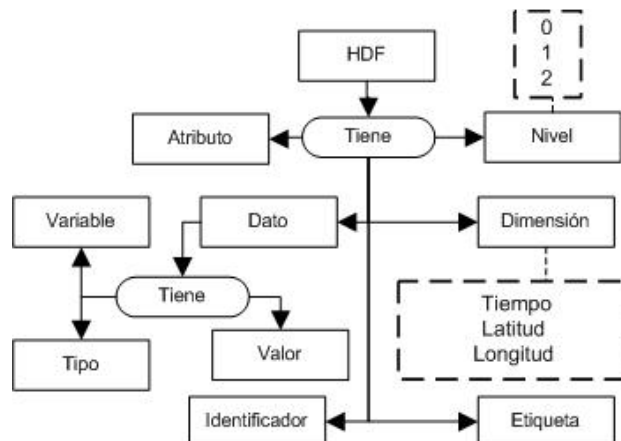 HDF
0
1
2
Atributo
Tiene
Nivel
Variable
Dato
Dimensión
Tiene
Tiempo
Latitud
Longitud
Tipo
Valor
Identificador
Etiqueta